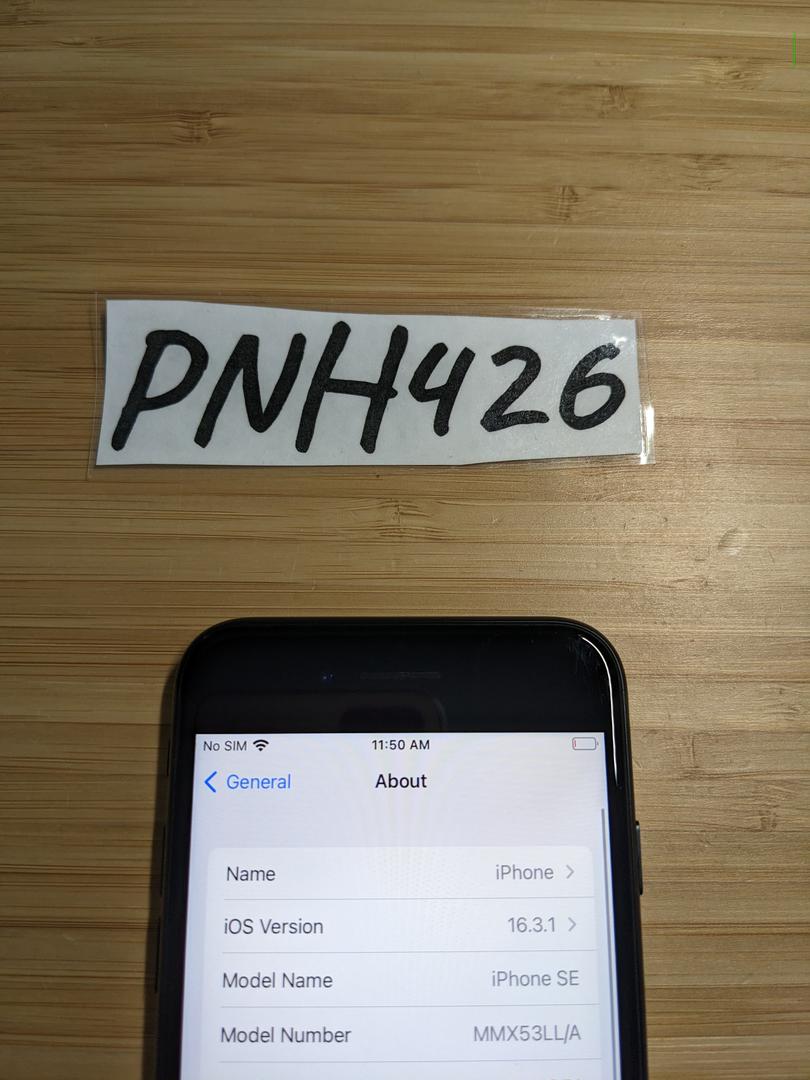 PNH426
No SIM 11:50 AM
General About
Name iPhone
iOS Version 16.3.1
Model Name iPhone SE
Model Number MMX53LL/A